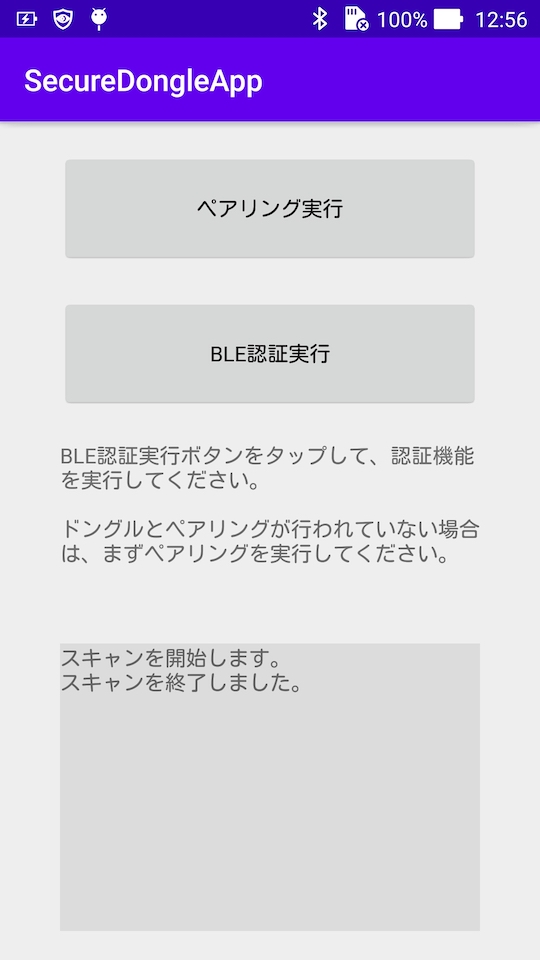 100% 12:56
SecureDongleApp
ペアリング実行
BLE認証実行
BLE認証実行ボタンをタップして、認証機能
を実行してください。
ドングルとペアリングが行われていない場合
は、まずペアリングを実行してください。
スキャンを開始します。
スキャンを終了しました。